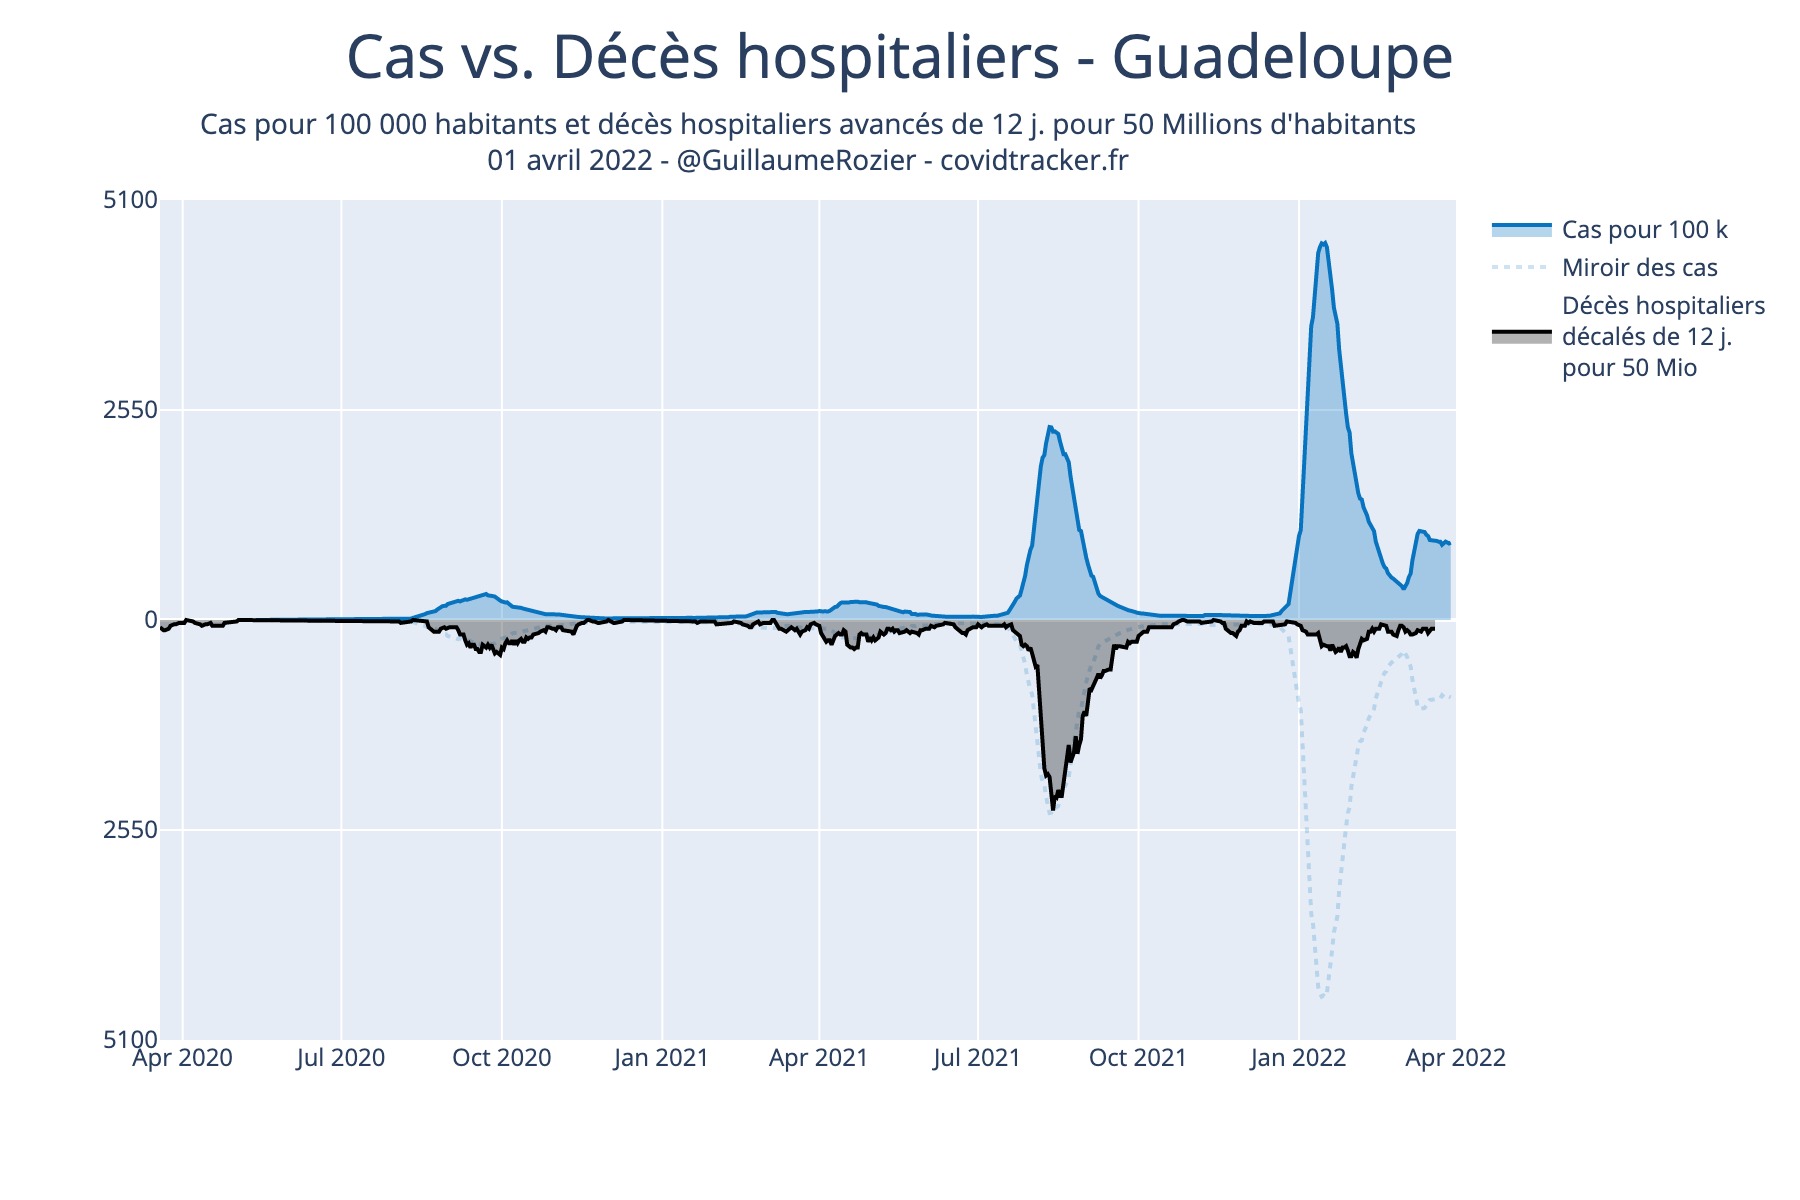 Cas vs. Décès hospitaliers - Guadeloupe
Cas pour 100 000 habitants et décès hospitaliers avancés de 12 j. pour 50 Millions d'habitants
01 avril 2022 - @GuillaumeRozier - covidtracker.fr
5100
2550
0
2550
5100
Apr 2020
Jul 2020
Oct 2020
Jan 2021
Apr 2021
Jul 2021
Oct 2021
Jan 2022
Apr 2022
Cas pour 100 k
Miroir des cas
Décès hospitaliers
décalés de 12 j.
pour 50 Mio